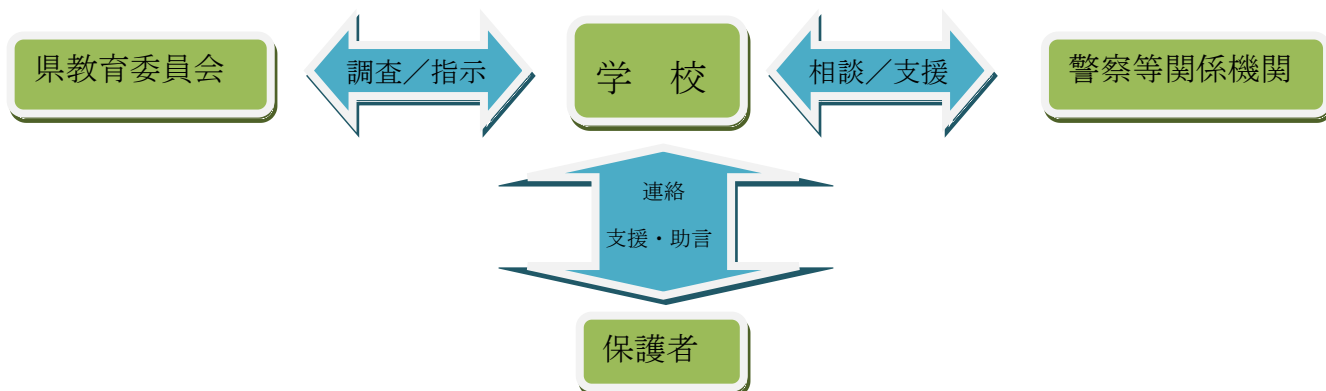 県教育委員会
調査／指示
学　校
相談／支援
警察等関係機関
連絡
支援・助言
保護者